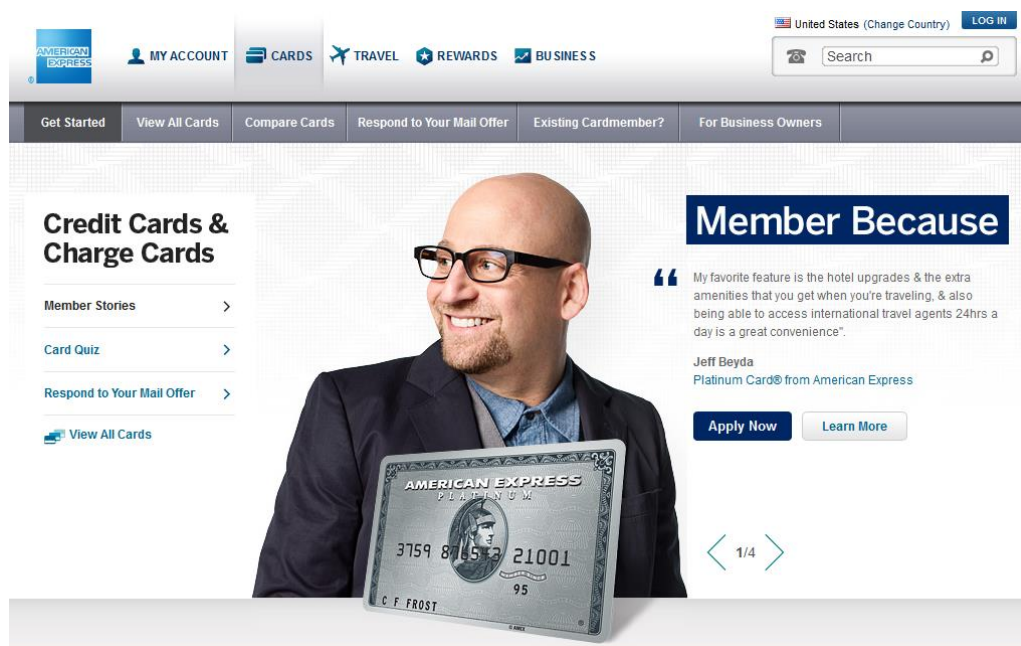 United States (Change Country)
LOG IN
AMERICAN
EXPRESS
®
MY ACCOUNT
CARDS
TRAVEL
REWARDS
BUSINESS
Search
Get Started
View All Cards
Compare Cards
Respond to Your Mail Offer
Existing Cardmember?
For Business Owners
Credit Cards &
Charge Cards
Member Stories
Card Quiz
Respond to Your Mail Offer
View All Cards
Member Because
“
My favorite feature is the hotel upgrades & the extra
amenities that you get when you're traveling, & also
being able to access international travel agents 24hrs a
day is a great convenience".
Jeff Beyda
Platinum Card® from American Express
Apply Now
Learn More
1/4
AMERICAN EXPRESS
PLATINUM
3759 876543 21001
95
C F FROST
®